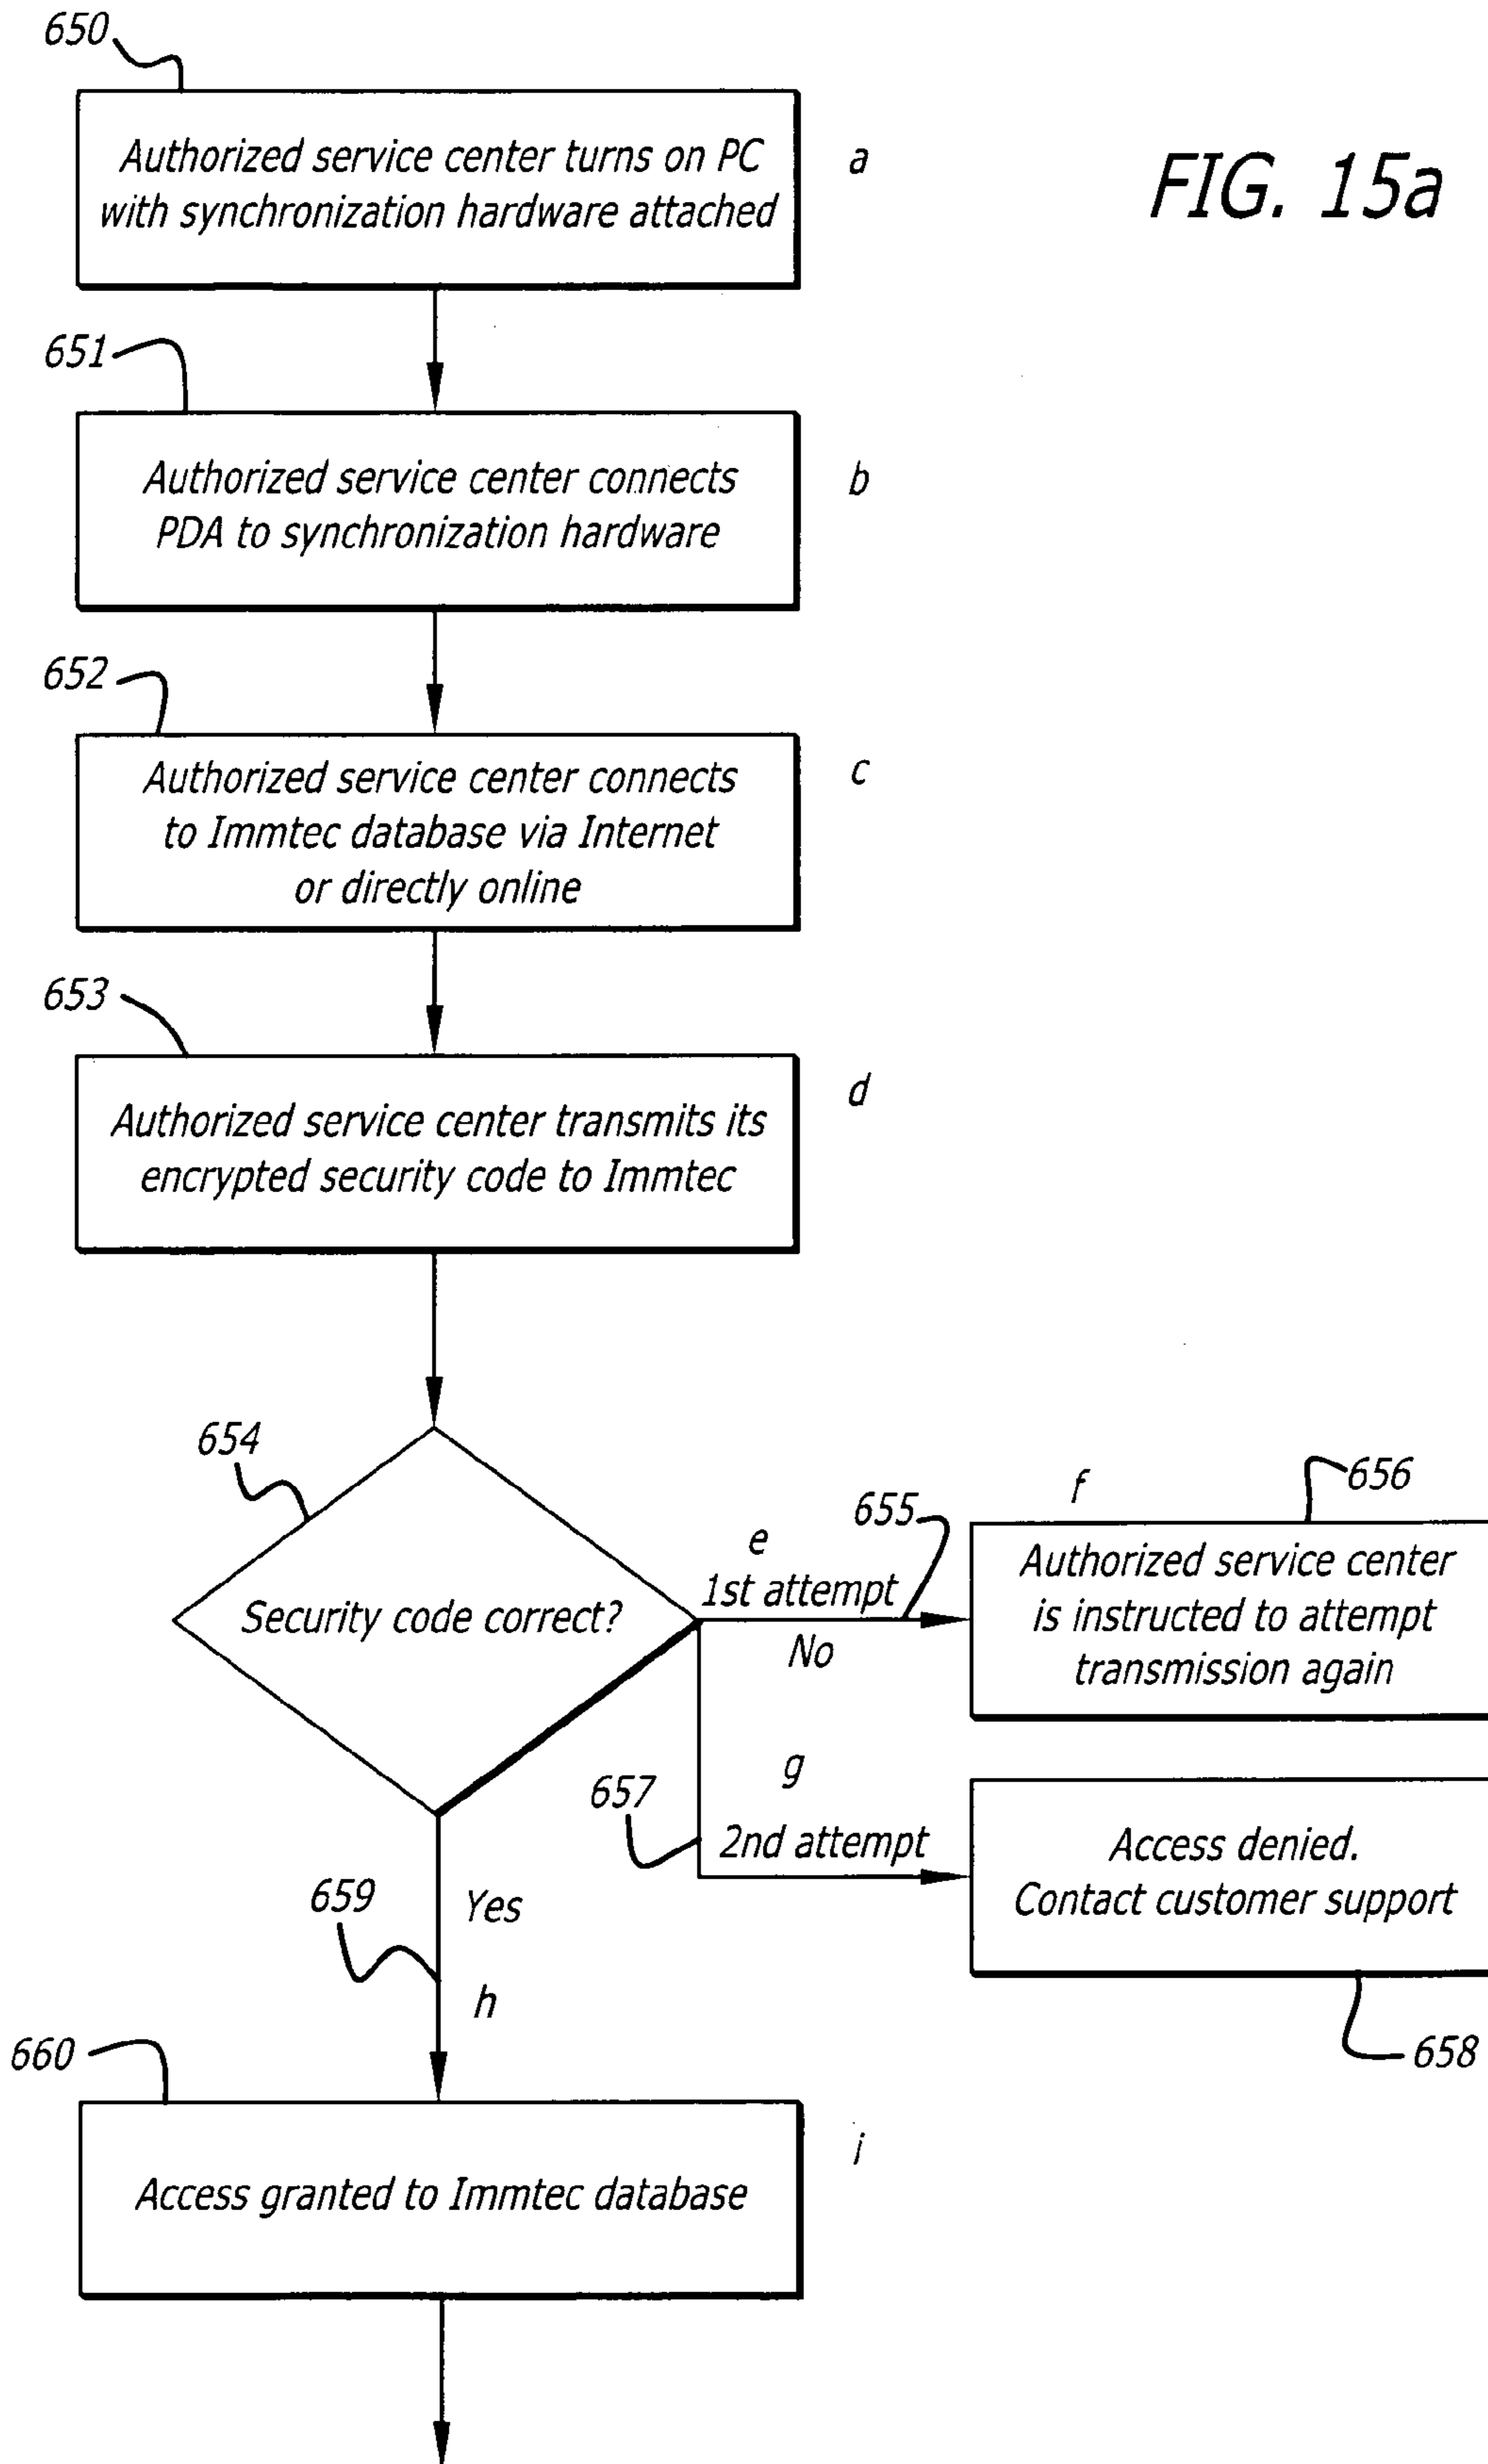 650
Authorized service center turns on PC
with synchronization hardware attached
a
FIG. 15a
651
Authorized service center connects
PDA to synchronization hardware
b
652
Authorized service center connects
to Immtec database via Internet
or directly online
c
653
Authorized service center transmits its
encrypted security code to Immtec
d
654
Security code correct?
e
1st attempt
No
655
f
656
Authorized service center
is instructed to attempt
transmission again
657
g
2nd attempt
Access denied.
Contact customer support
658
659
Yes
h
660
Access granted to Immtec database
i